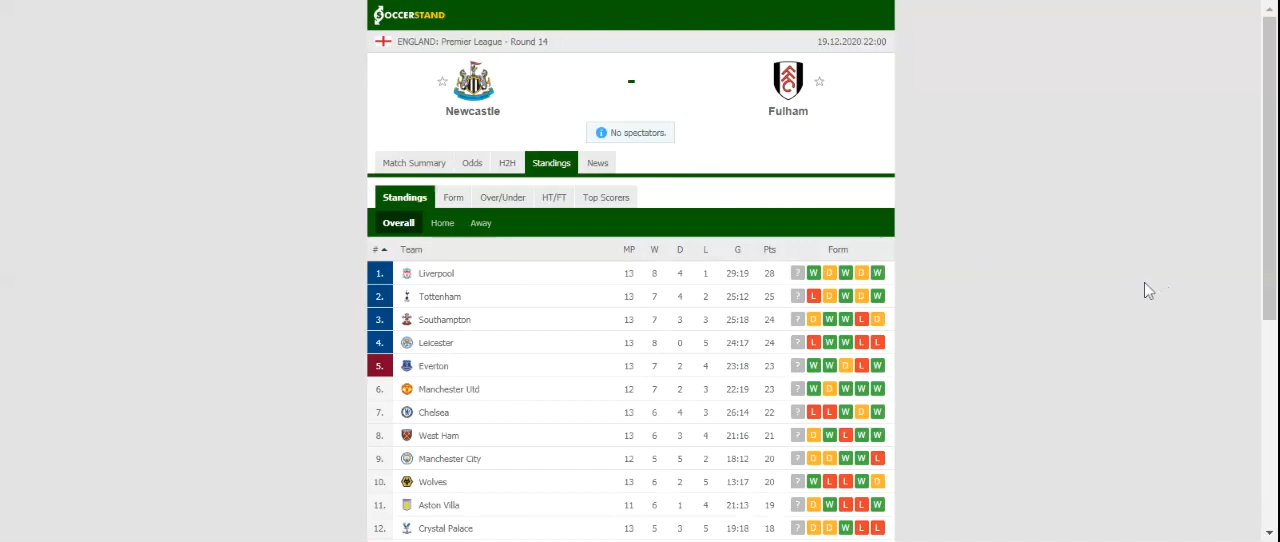 SOCCERSTAND
ENGLAND: Premier League - Round 14 19.12.2020 22:00
-
Newcastle Fulham
No spectators.
Match Summary Odds H2H Standings News
Standings Form Over/Under HT/FT Top Scorers
Overall Home Away
# Team MP W D L G Pts Form
1. Liverpool 13 8 4 1 29:19 28 ? W D W D W
2. Tottenham 13 7 4 2 25:12 25 ? L D W D W
3. Southampton 13 7 3 3 25:18 24 ? D W W L D
4. Leicester 13 8 0 5 24:17 24 ? L W W L L
5. Everton 13 7 2 4 23:18 23 ? W W D L W
6. Manchester Utd 12 7 2 3 22:19 23 ? W D W W W
7. Chelsea 13 6 4 3 26:14 22 ? L L W D W
8. West Ham 13 6 3 4 21:16 21 ? D W L W W
9. Manchester City 12 5 5 2 18:12 20 ? D D W W L
10. Wolves 13 6 2 5 13:17 20 ? W L L W D
11. Aston Villa 11 6 1 4 21:13 19 ? D W L L W
12. Crystal Palace 13 5 3 5 19:18 18 ? D D W L L